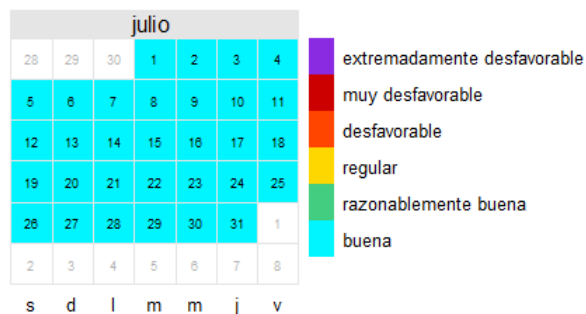 julio
28 29 30 1 2 3 4
5 6 7 8 9 10 11
12 13 14 15 16 17 18
19 20 21 22 23 24 25
26 27 28 29 30 31 1
2 3 4 5 6 7 8
s d l m m j v
extremadamente desfavorable
muy desfavorable
desfavorable
regular
razonablemente buena
buena